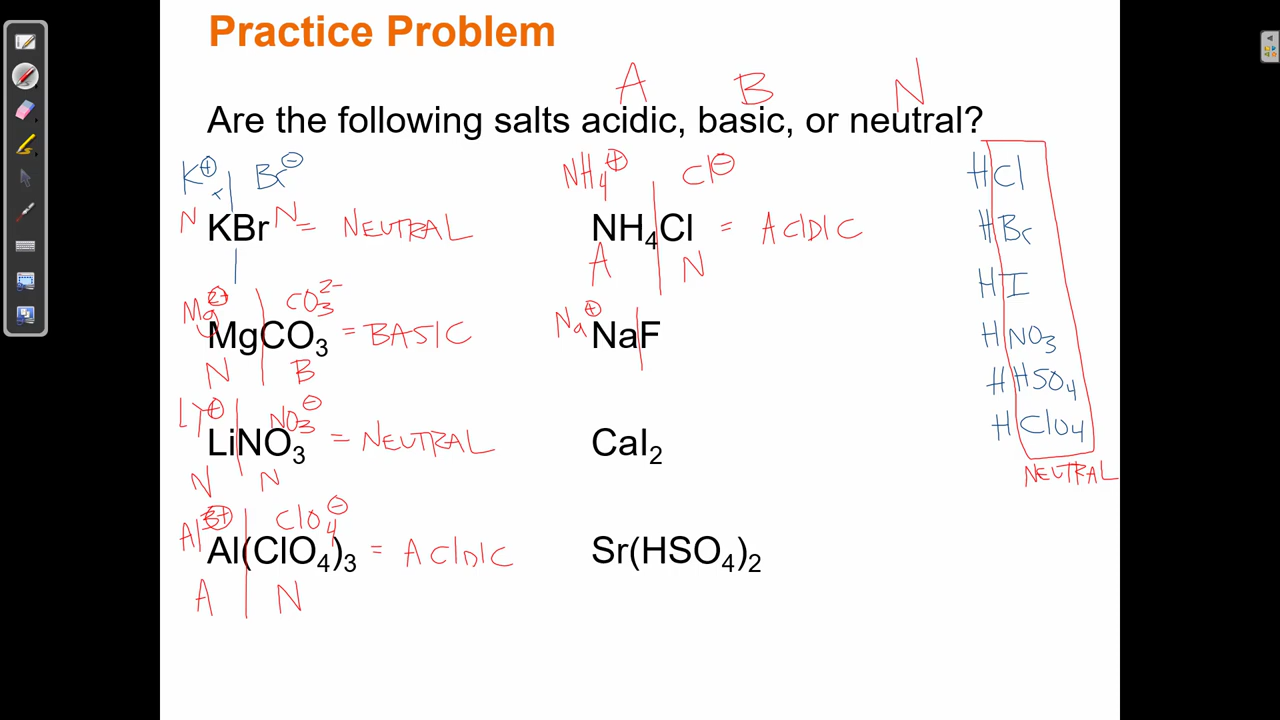 Practice Problem
A B N
Are the following salts acidic, basic, or neutral?
K⊕ Br⊖
N KBr N = NEUTRAL
NH4⊕ Cl⊖
NH₄Cl = ACIDIC
A N
Mg2+ CO3 2-
MgCO₃ = BASIC
N B
Na⊕ NaF
Li⊕ NO3⊖
LiNO₃ = NEUTRAL
N N
CaI₂
Al3+ ClO4⊖
Al(ClO₄)₃ = ACIDIC
A N
Sr(HSO₄)₂
HCl
HBr
HI
HNO3
HHSO4
HClO4
NEUTRAL